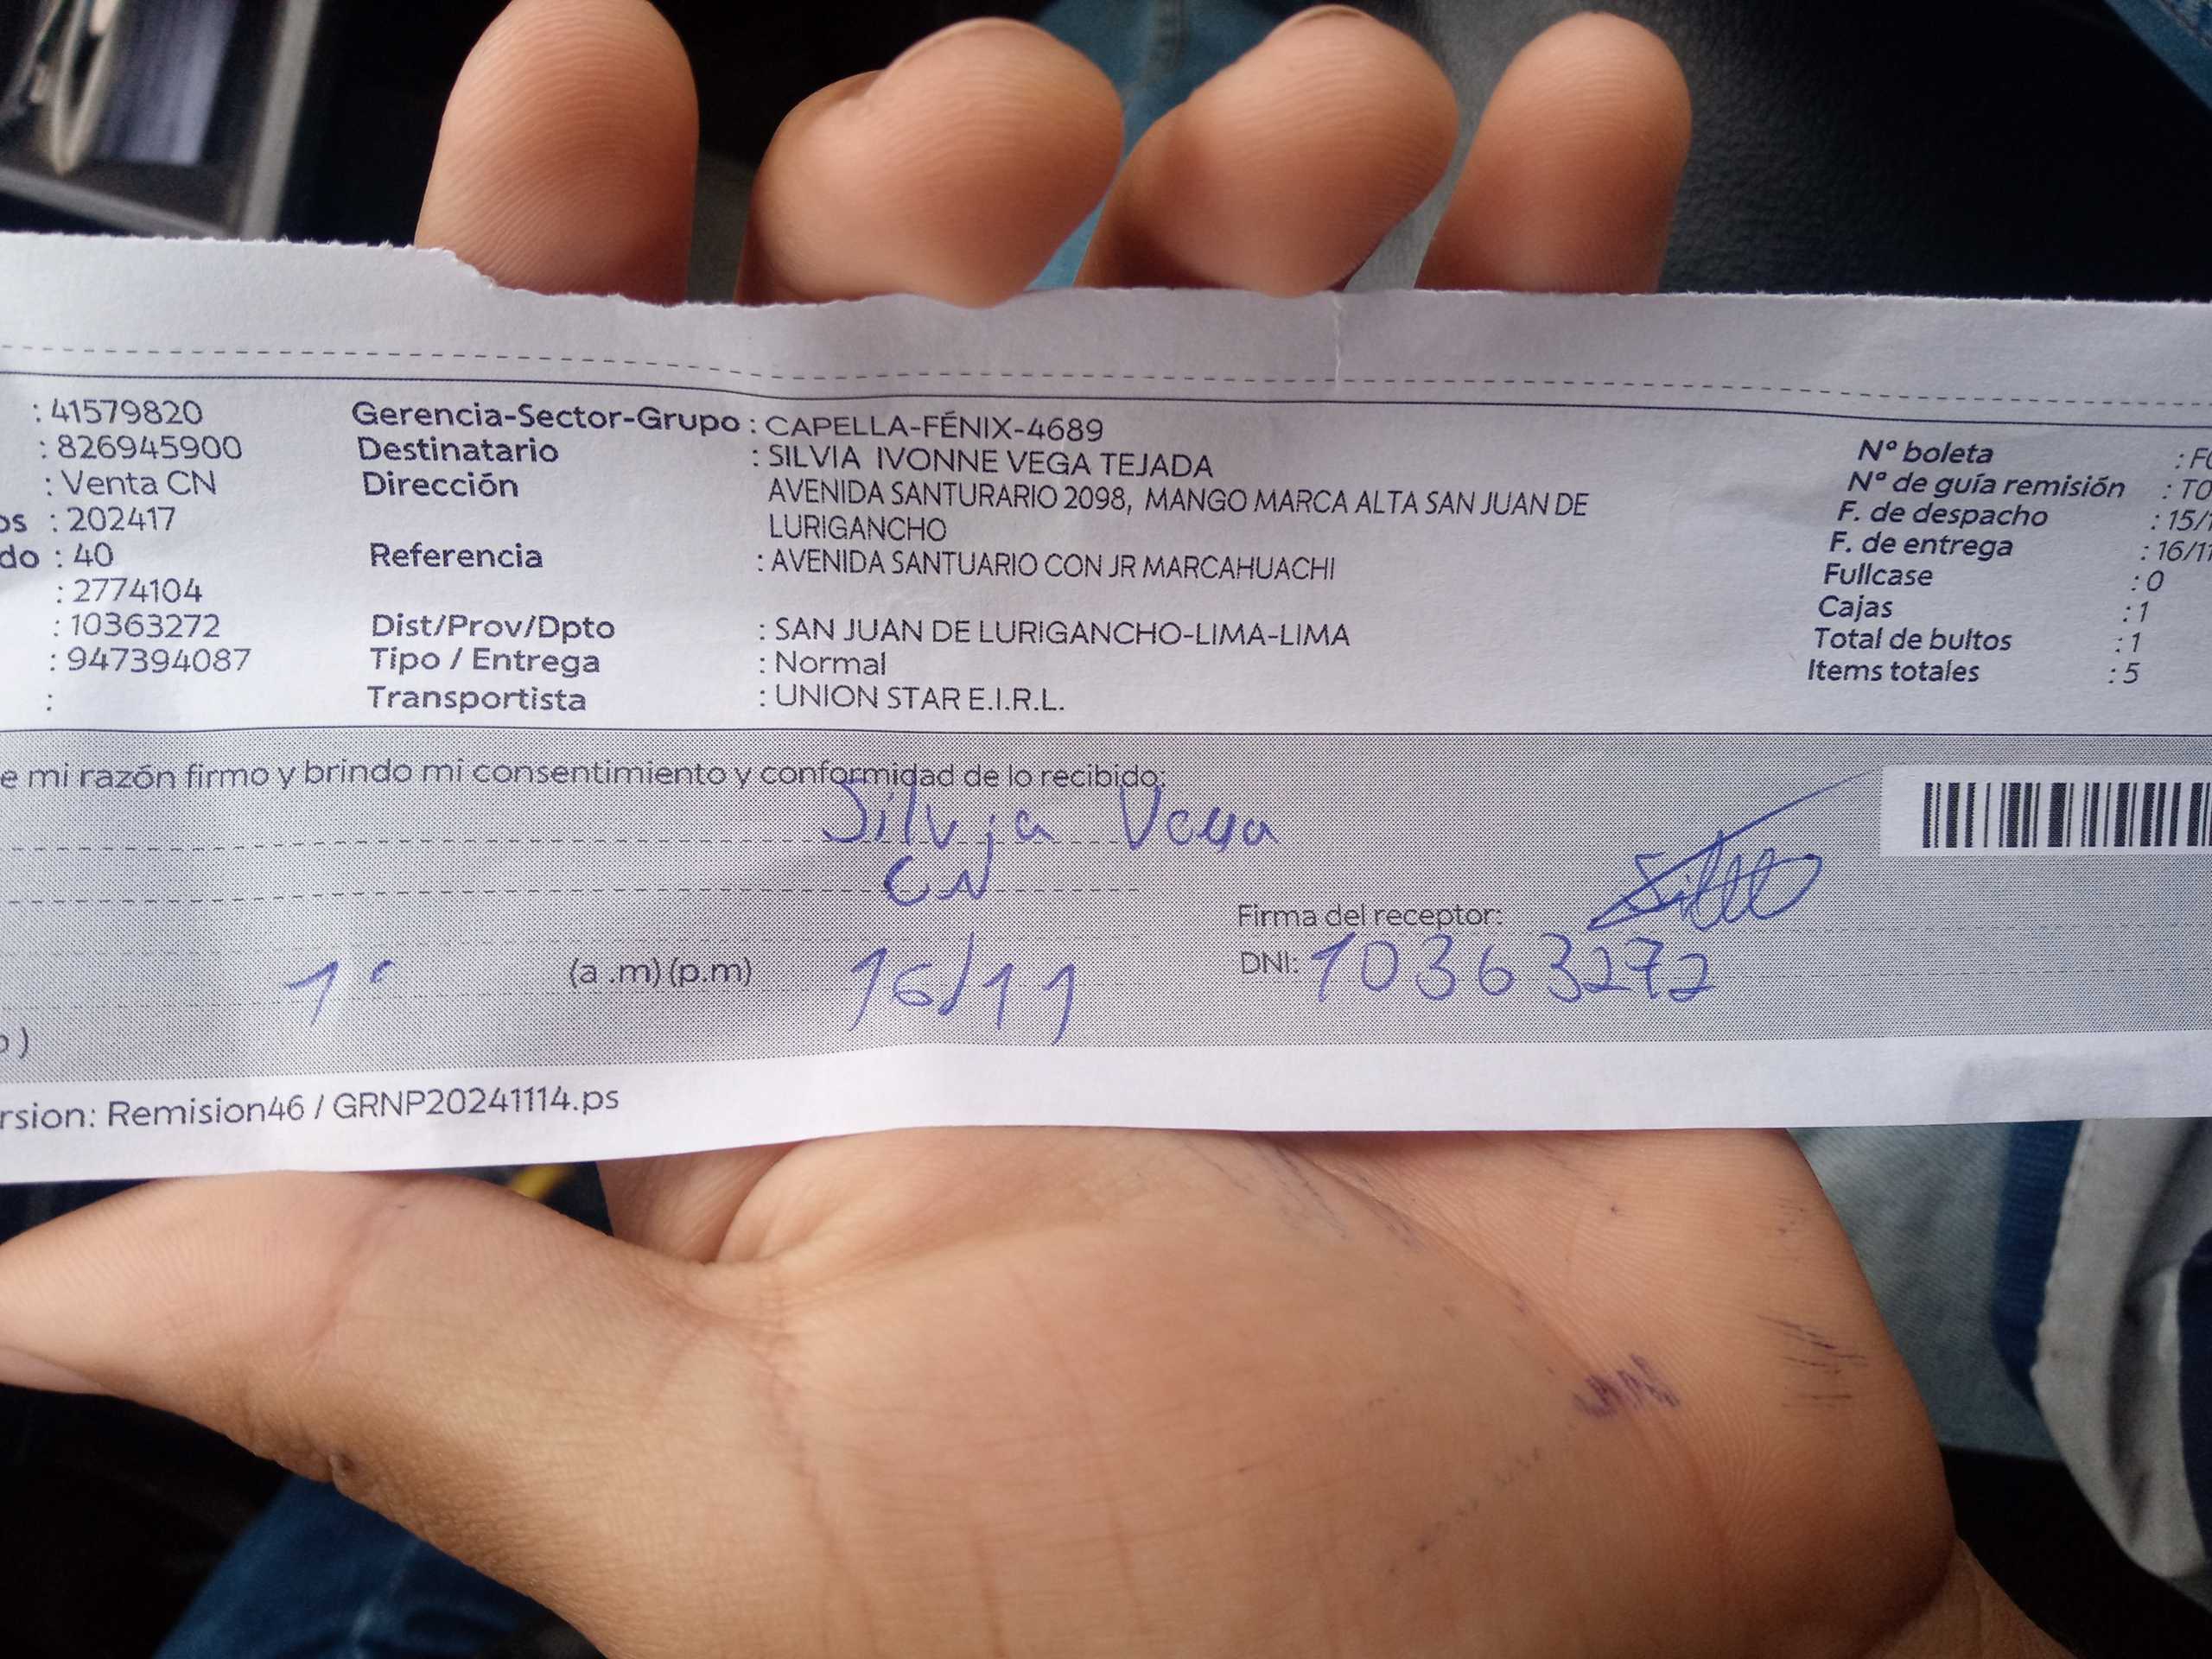 : 41579820 Gerencia-Sector-Grupo : CAPELLA-FÉNIX-4689
: 826945900 Destinatario : SILVIA IVONNE VEGA TEJADA Nº boleta
: Venta CN Dirección AVENIDA SANTURARIO 2098, MANGO MARCA ALTA SAN JUAN DE Nº de guía remisión
: 202417 LURIGANCHO F. de despacho : 15/
: 40 Referencia : AVENIDA SANTUARIO CON JR MARCAHUACHI F. de entrega : 16/11
: 2774104 Fullcase : 0
: 10363272 Dist/Prov/Dpto : SAN JUAN DE LURIGANCHO-LIMA-LIMA Cajas : 1
: 947394087 Tipo / Entrega : Normal Total de bultos : 1
: Transportista : UNION STAR E.I.R.L. Items totales : 5
e mi razón firmo y brindo mi consentimiento y conformidad de lo recibido:
Silvia Vega
CN
Firma del receptor:
1° (a .m) (p.m) 16/11 DNI: 10363272
rsion: Remision46 / GRNP20241114.ps